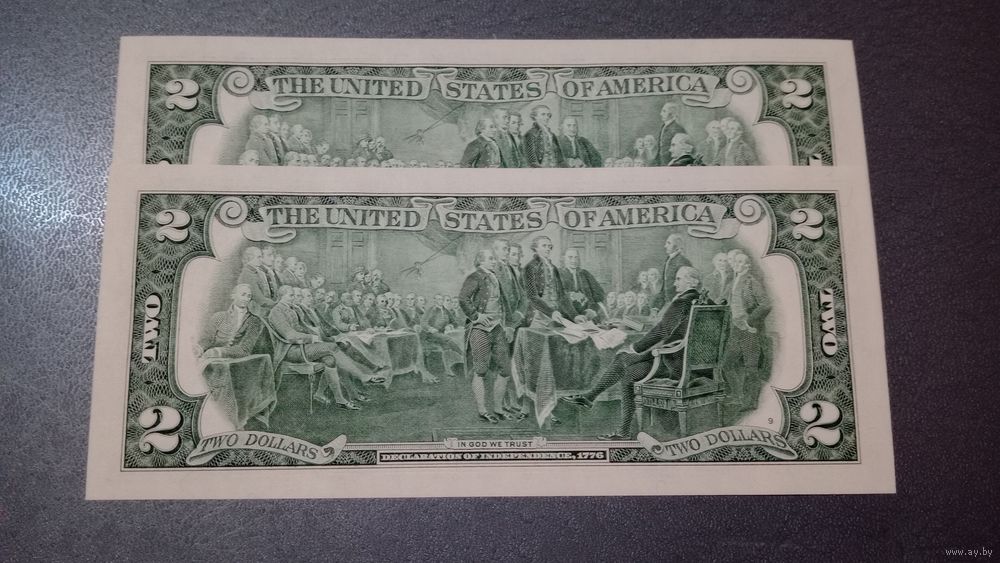 2 THE UNITED STATES OF AMERICA 2
2 THE UNITED STATES OF AMERICA 2
TWO TWO
2 2
TWO DOLLARS IN GOD WE TRUST TWO DOLLARS
9
DECLARATION OF INDEPENDENCE, 1776
www.ay.by